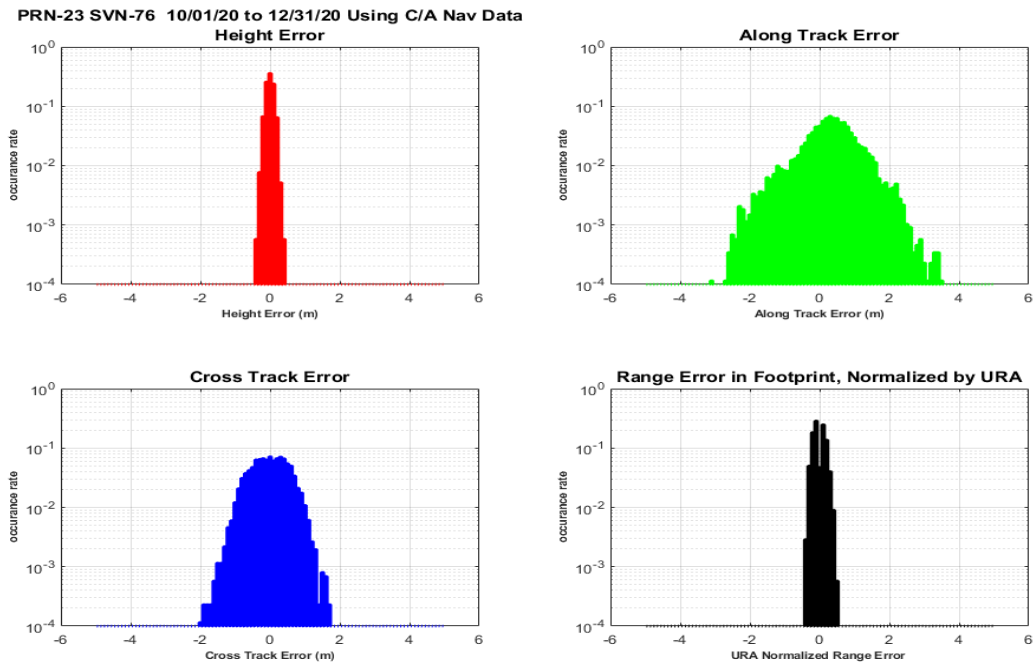 PRN-23 SVN-76 10/01/20 to 12/31/20 Using C/A Nav Data
Height Error
10^0
10^-1
10^-2
10^-3
10^-4
occurance rate
-6 -4 -2 0 2 4 6
Height Error (m)
Along Track Error
10^0
10^-1
10^-2
10^-3
10^-4
occurance rate
-6 -4 -2 0 2 4 6
Along Track Error (m)
Cross Track Error
10^0
10^-1
10^-2
10^-3
10^-4
occurance rate
-6 -4 -2 0 2 4 6
Cross Track Error (m)
Range Error in Footprint, Normalized by URA
10^0
10^-1
10^-2
10^-3
10^-4
occurance rate
-6 -4 -2 0 2 4 6
URA Normalized Range Error